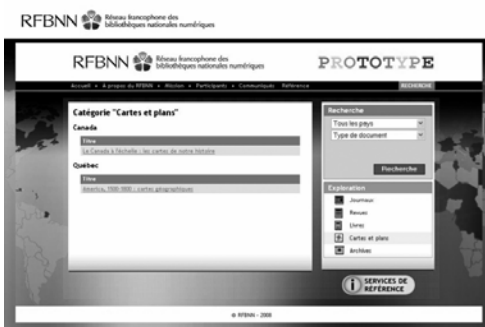 RFBNN Réseau francophone des
bibliothèques nationales numériques
RFBNN Réseau francophone des
bibliothèques nationales numériques
PROTOTYPE
Accueil • À propos du RFBNN • Mission • Participants • Communiqués Référence
RECHERCHE
Catégorie "Cartes et plans"
Canada
Titre
Le Canada à l'échelle : les cartes de notre histoire
Québec
Titre
America, 1500-1800 : cartes géographiques
Recherche
Tous les pays
Type de document
Recherche
Exploration
Journaux
Revues
Livres
Cartes et plans
Archives
SERVICES DE
RÉFÉRENCE
© RFBNN - 2008